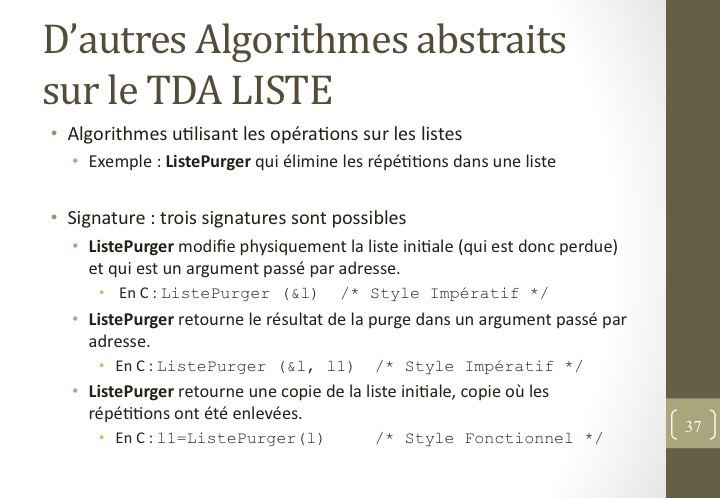 D’autres Algorithmes abstraits
sur le TDA LISTE
• Algorithmes utilisant les opérations sur les listes
• Exemple : ListePurger qui élimine les répétitions dans une liste
• Signature : trois signatures sont possibles
• ListePurger modifie physiquement la liste initiale (qui est donc perdue)
et qui est un argument passé par adresse.
• En C : ListePurger (&l) /* Style Impératif */
• ListePurger retourne le résultat de la purge dans un argument passé par
adresse.
• En C : ListePurger (&l, l1) /* Style Impératif */
• ListePurger retourne une copie de la liste initiale, copie où les
répétitions ont été enlevées.
• En C : l1=ListePurger(l) /* Style Fonctionnel */
37